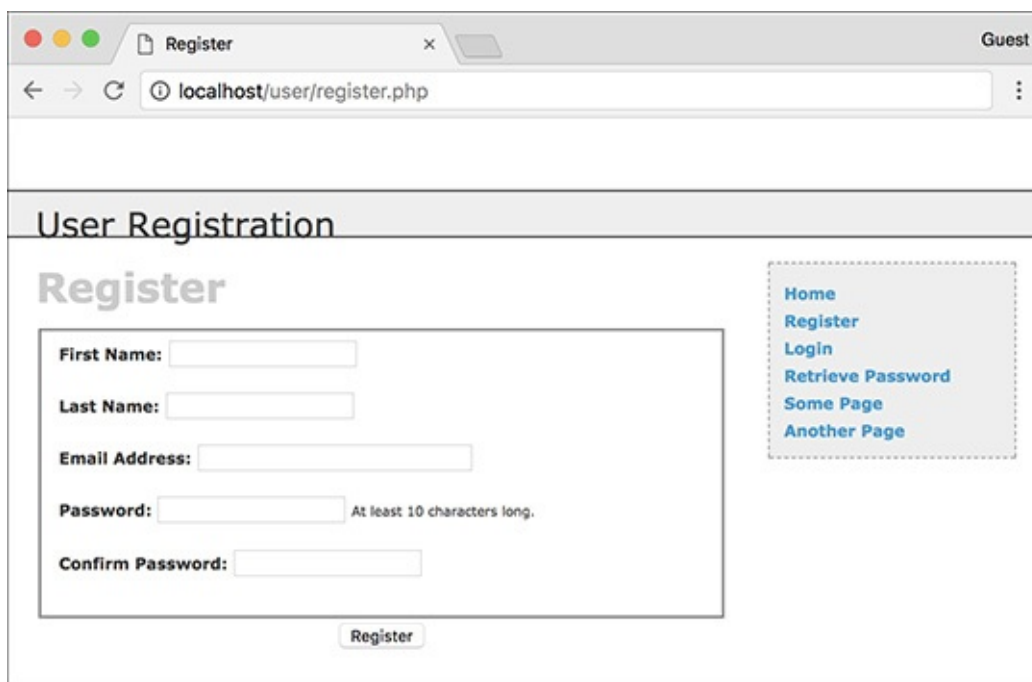 Register
Guest
localhost/user/register.php
User Registration
Register
First Name:
Last Name:
Email Address:
Password: At least 10 characters long.
Confirm Password:
Register
Home
Register
Login
Retrieve Password
Some Page
Another Page